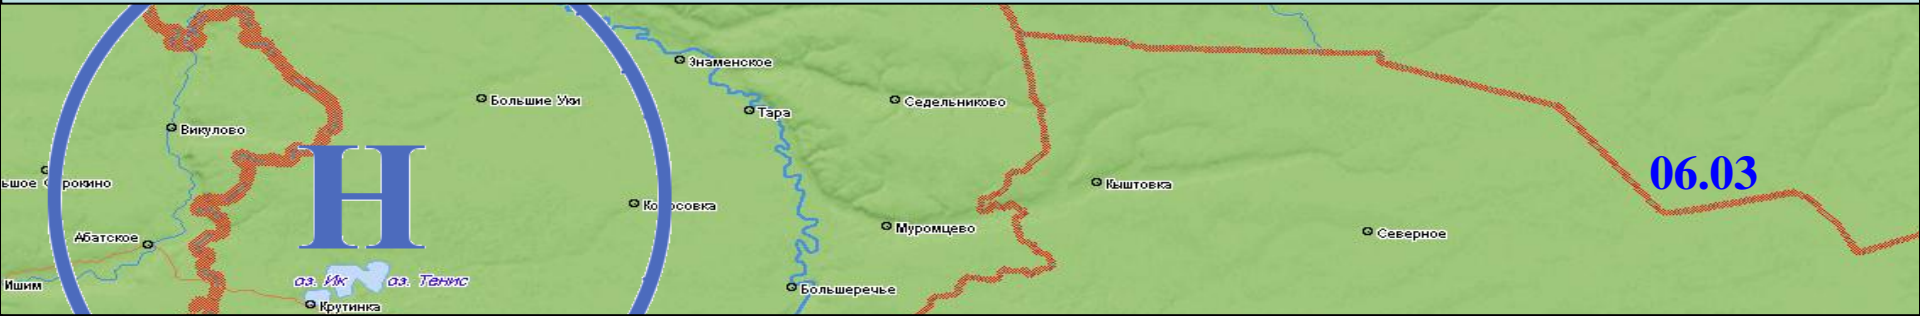 Знаменское
Большие Уки
Седельниково
Тара
Викулово
Н
06.03
Кыштовка
Муромцево
Северное
Абатское
оз. Ик
оз. Тенис
Ишим
Большеречье
Крутинка